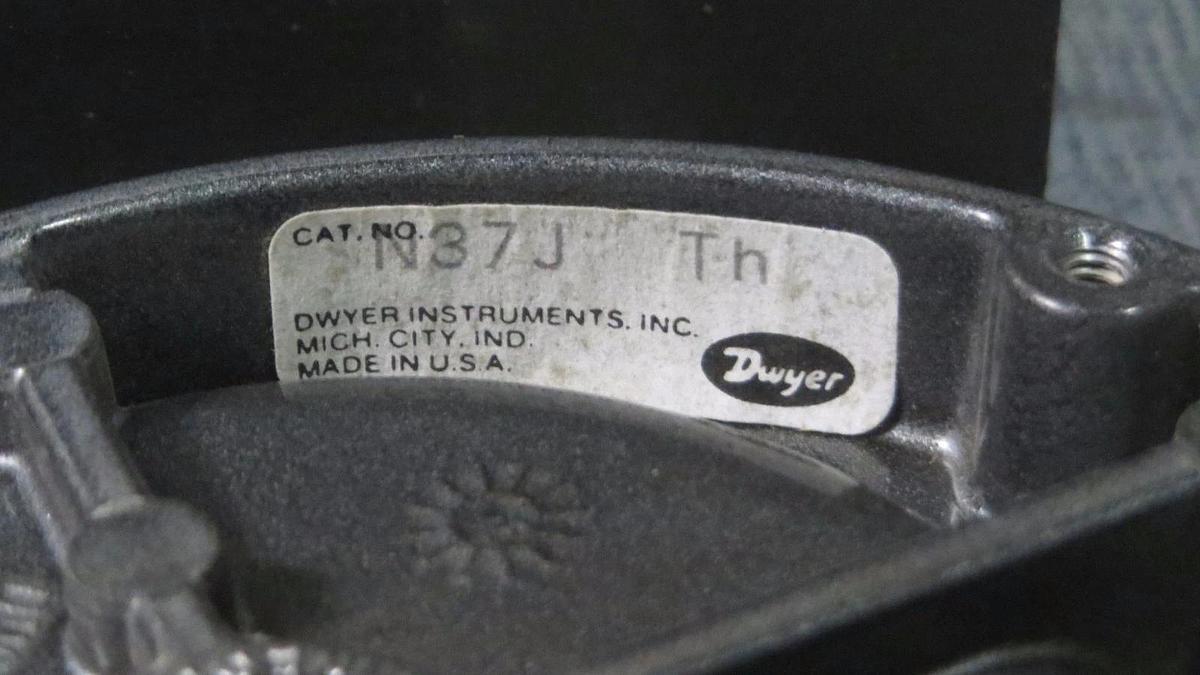 CAT. NO. N37J Th
DWYER INSTRUMENTS, INC.
MICH. CITY, IND.
MADE IN U.S.A.
Dwyer